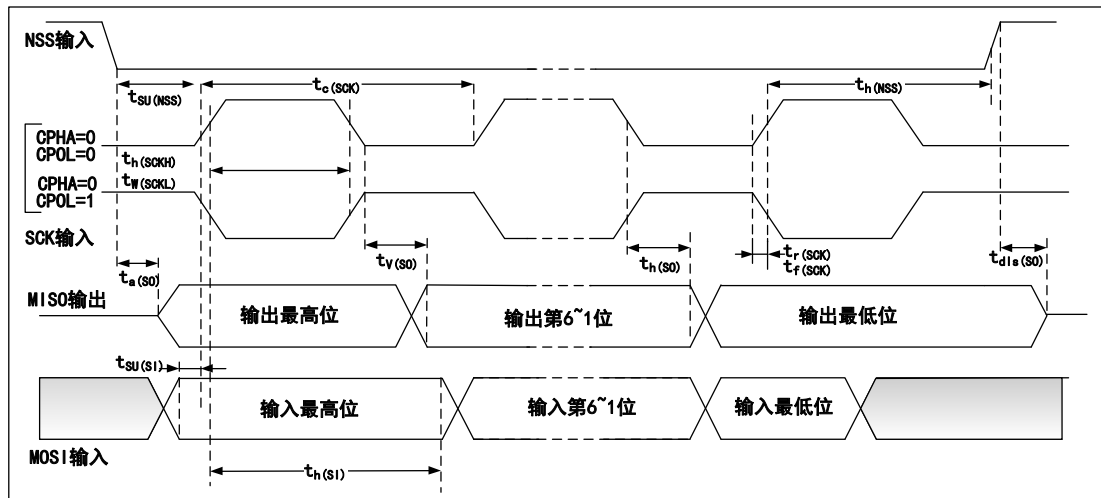 NSS输入
tSU(NSS)
tc(SCK)
th(NSS)
CPHA=0
CPOL=0
th(SCKH)
CPHA=0
tW(SCKL)
CPOL=1
SCK输入
tV(SO)
th(SO)
tr(SCK)
tf(SCK)
tdis(SO)
ta(SO)
MISO输出
输出最高位
输出第6~1位
输出最低位
tSU(SI)
输入最高位
输入第6~1位
输入最低位
MOSI输入
th(SI)